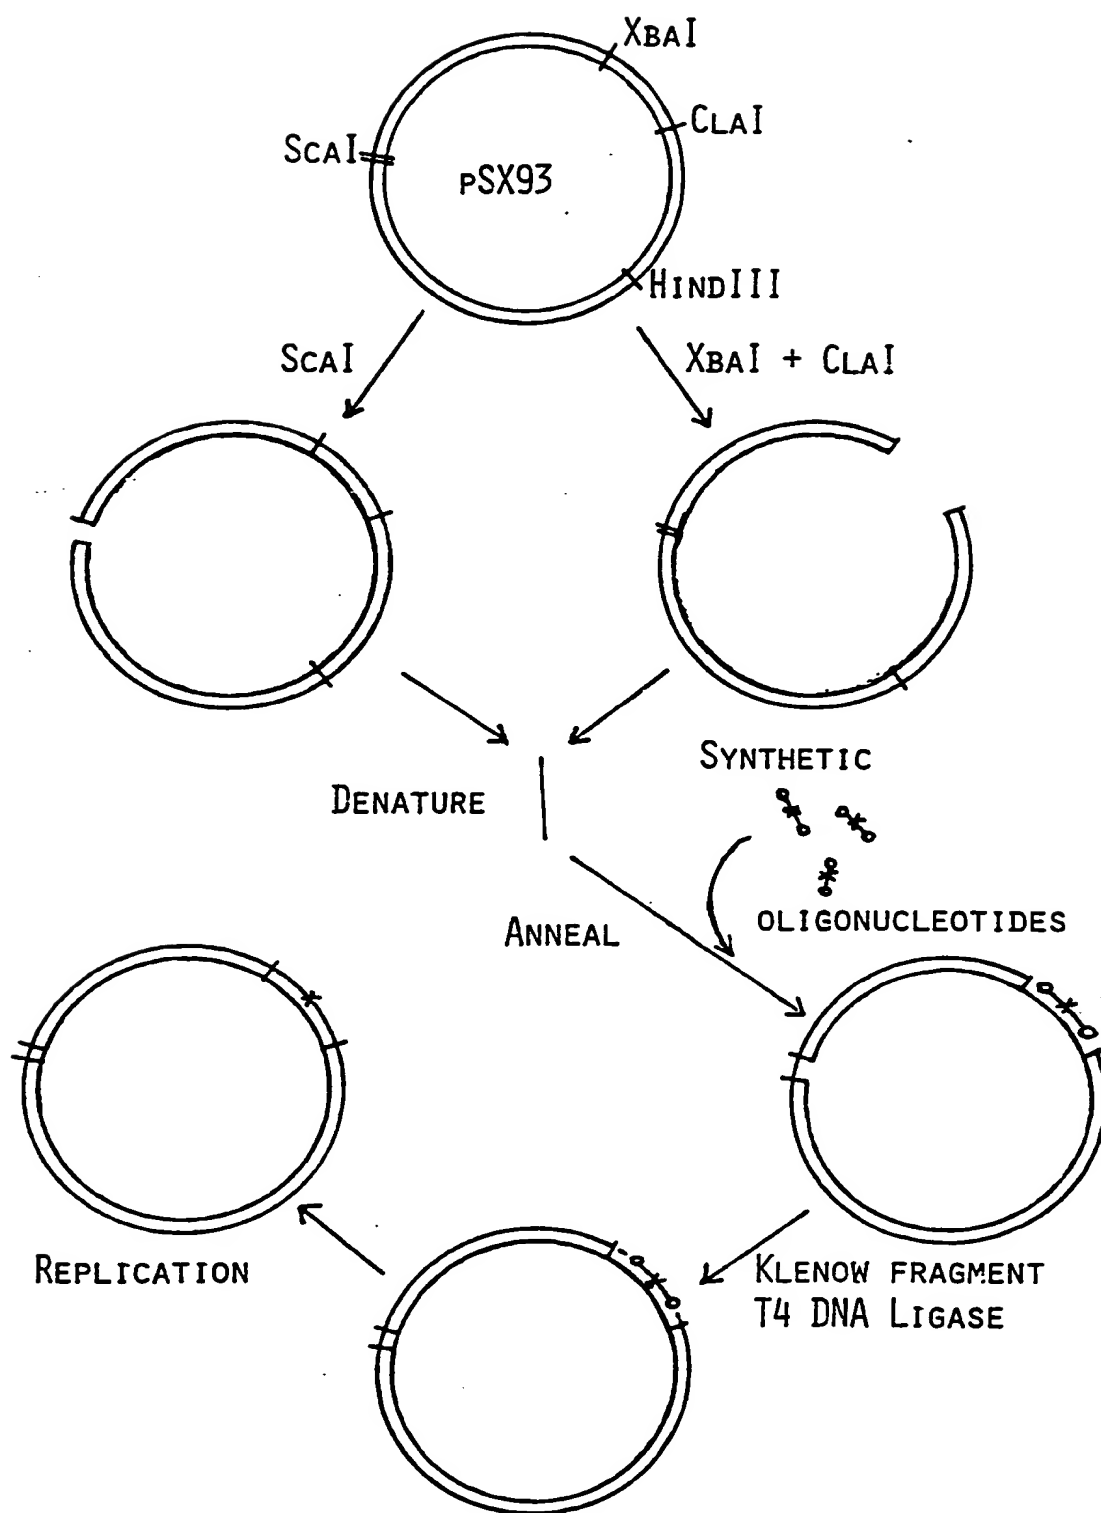 XBAI
CLAI
SCAI
PSX93
HINDIII
SCAI
XBAI + CLAI
SYNTHETIC
DENATURE
OLIGONUCLEOTIDES
ANNEAL
REPLICATION
KLENOW FRAGMENT
T4 DNA LIGASE